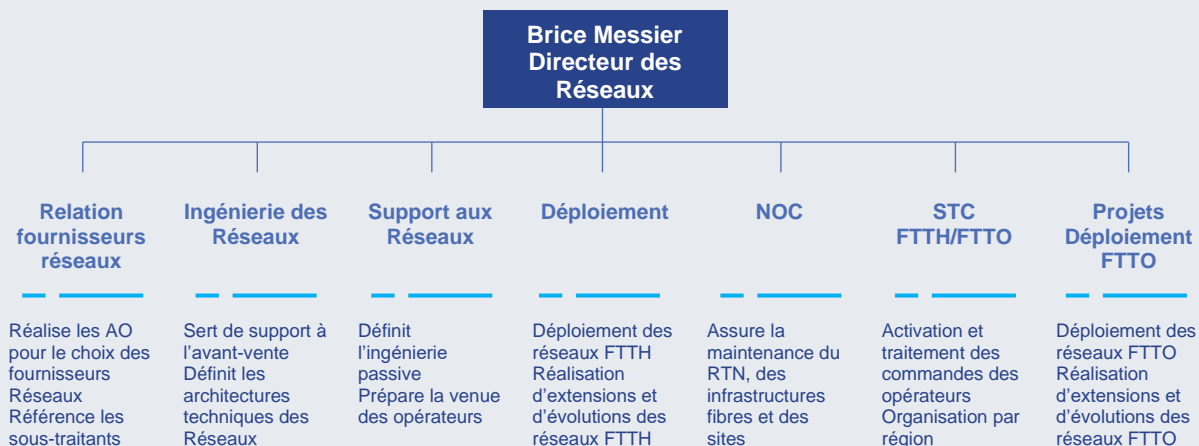 Brice Messier
Directeur des
Réseaux
Relation
fournisseurs
réseaux
Réalise les AO
pour le choix des
fournisseurs
Réseaux
Référence les
sous-traitants
Ingénierie des
Réseaux
Sert de support à
l'avant-vente
Définit les
architectures
techniques des
Réseaux
Support aux
Réseaux
Définit
l'ingénierie
passive
Prépare la venue
des opérateurs
Déploiement
Déploiement des
réseaux FTTH
Réalisation
d'extensions et
d'évolutions des
réseaux FTTH
NOC
Assure la
maintenance du
RTN, des
infrastructures
fibres et des
sites
STC
FTTH/FTTO
Activation et
traitement des
commandes des
opérateurs
Organisation par
région
Projets
Déploiement
FTTO
Déploiement des
réseaux FTTO
Réalisation
d'extensions et
d'évolutions des
réseaux FTTO